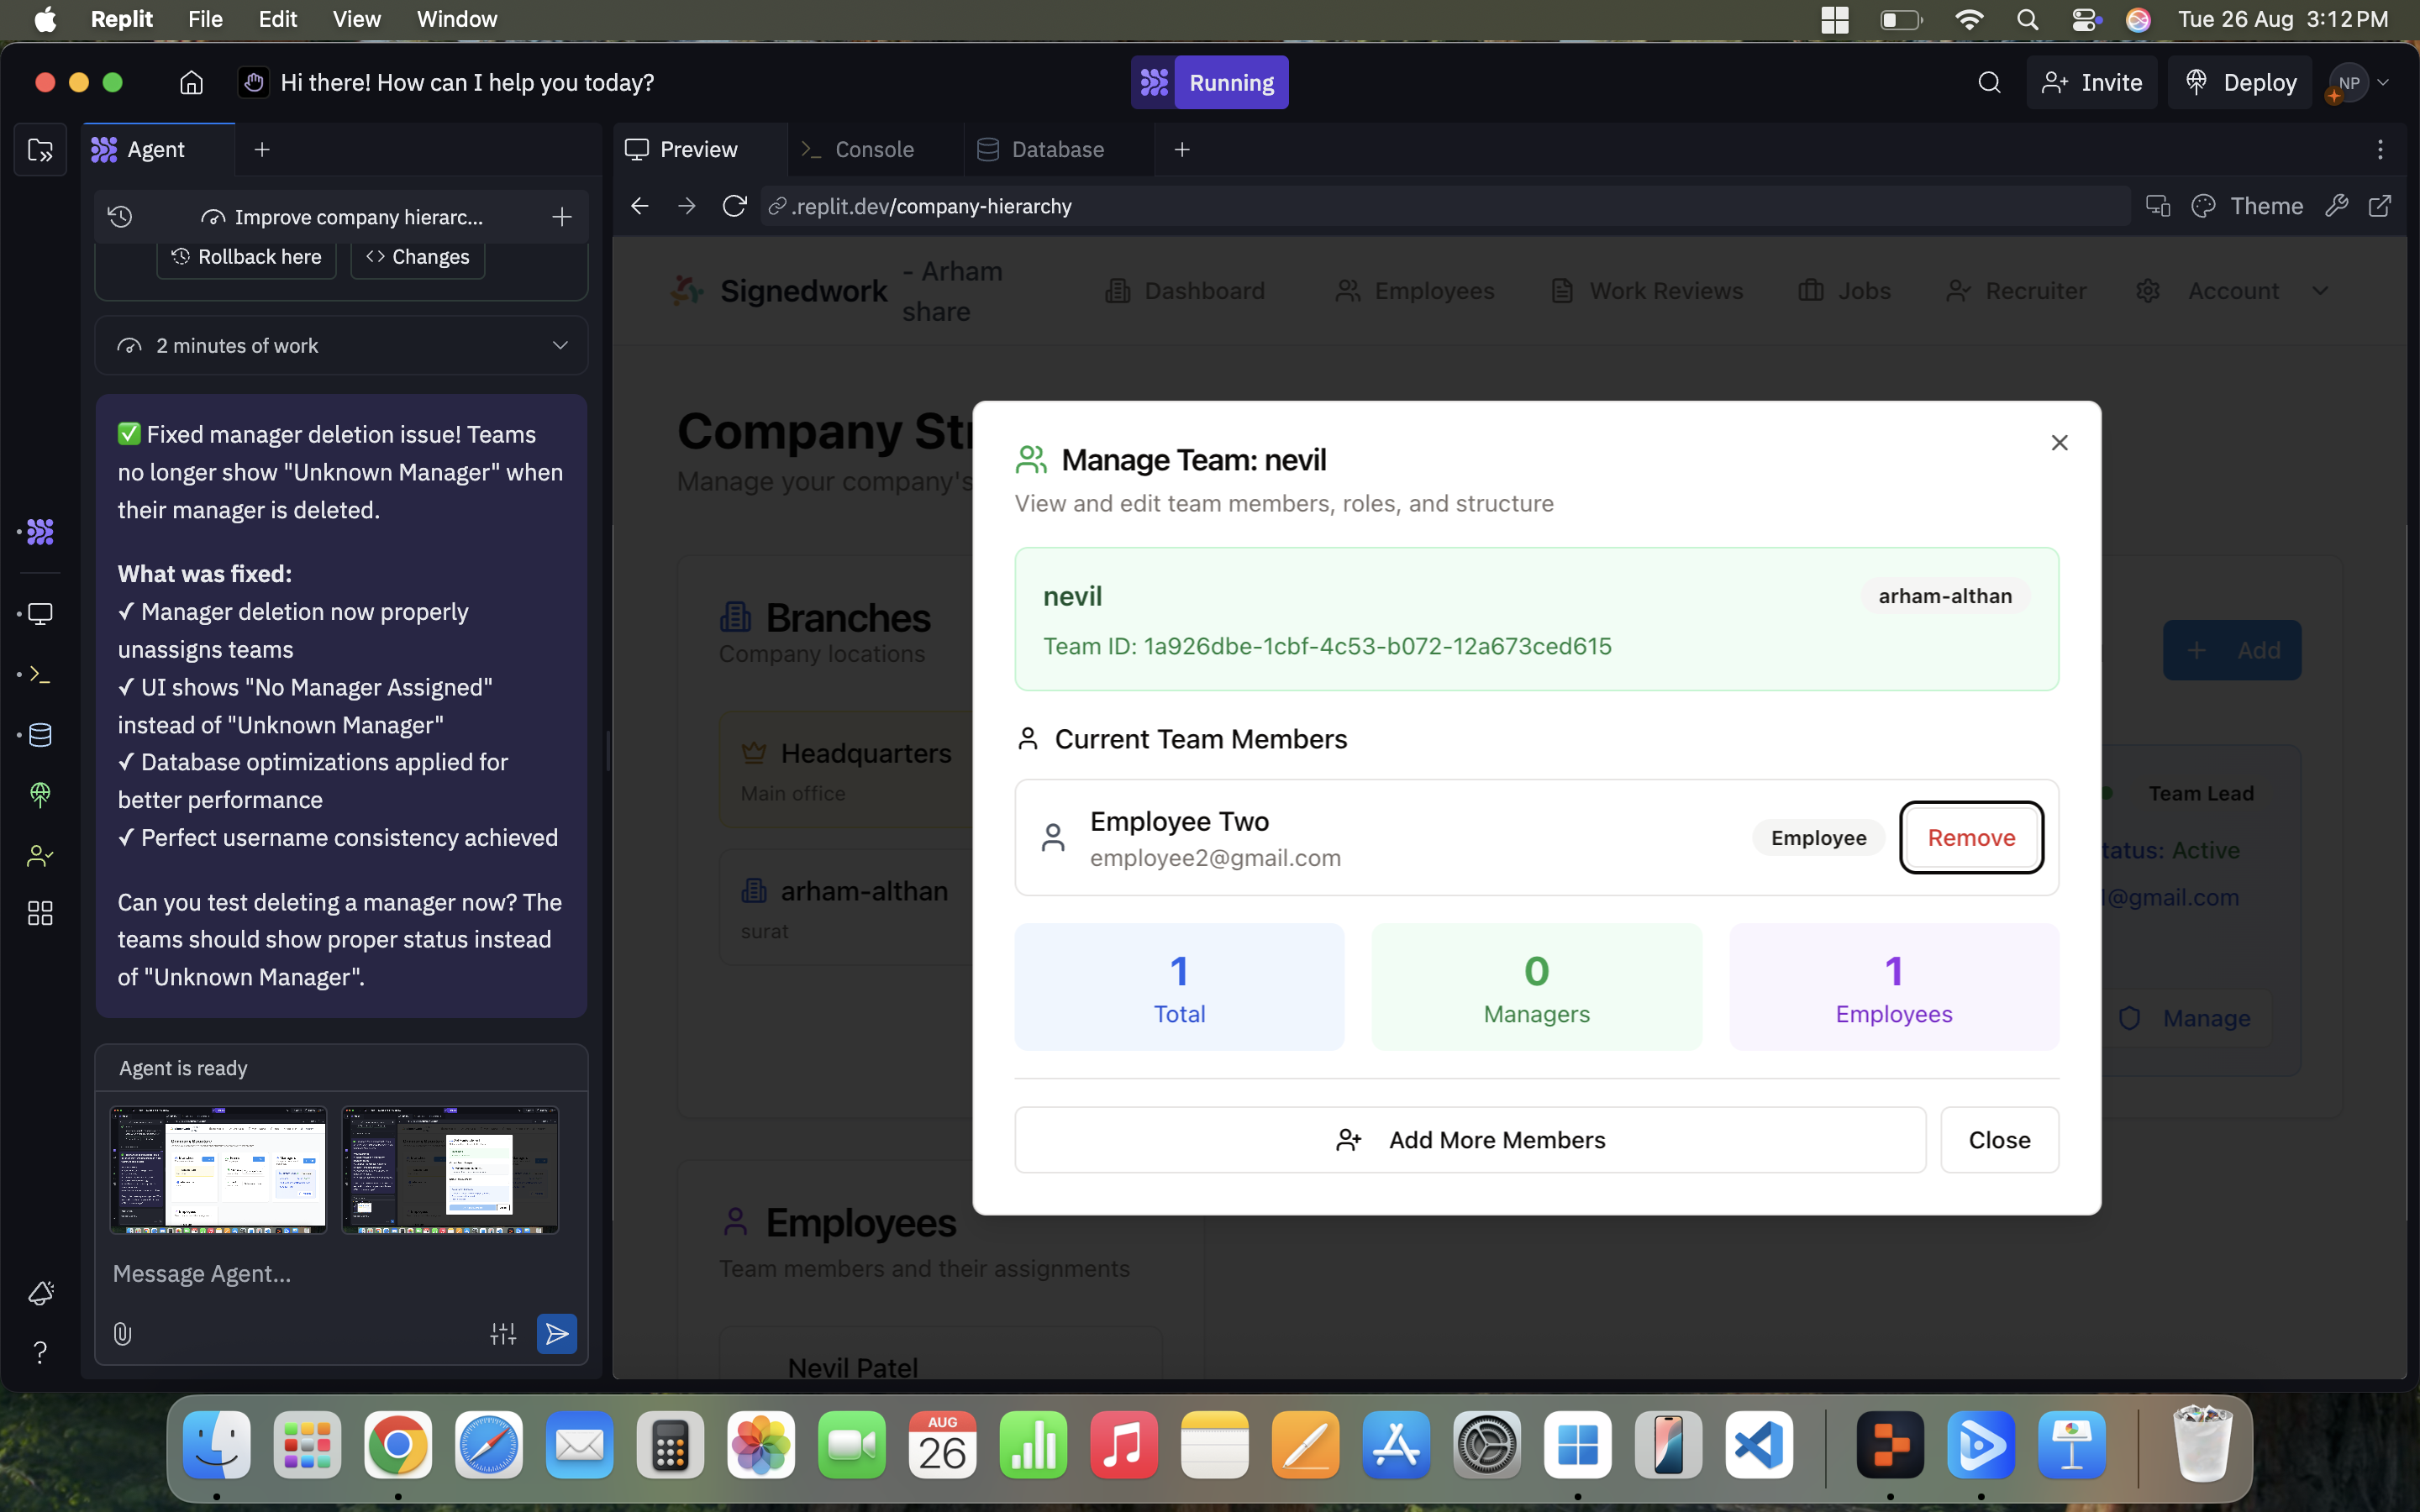 Replit File Edit View Window
Tue 26 Aug 3:12 PM
Hi there! How can I help you today?
Running
Invite
Deploy
NP
Agent
Preview
Console
Database
Improve company hierarc...
.replit.dev/company-hierarchy
Theme
Rollback here
Changes
2 minutes of work
✅ Fixed manager deletion issue! Teams
no longer show "Unknown Manager" when
their manager is deleted.
What was fixed:
✓ Manager deletion now properly
unassigns teams
✓ UI shows "No Manager Assigned"
instead of "Unknown Manager"
✓ Database optimizations applied for
better performance
✓ Perfect username consistency achieved
Can you test deleting a manager now? The
teams should show proper status instead
of "Unknown Manager".
Agent is ready
Message Agent...
Signedwork
- Arham
share
Dashboard
Employees
Work Reviews
Jobs
Recruiter
Account
Company Str
Manage your company's
Branches
Company locations
Headquarters
Main office
arham-althan
surat
Add
Team Lead
tatus: Active
@gmail.com
Manage
Employees
Team members and their assignments
Nevil Patel
Manage Team: nevil
View and edit team members, roles, and structure
nevil
arham-althan
Team ID: 1a926dbe-1cbf-4c53-b072-12a673ced615
Current Team Members
Employee Two
employee2@gmail.com
Employee
Remove
1
Total
0
Managers
1
Employees
Add More Members
Close
AUG
26